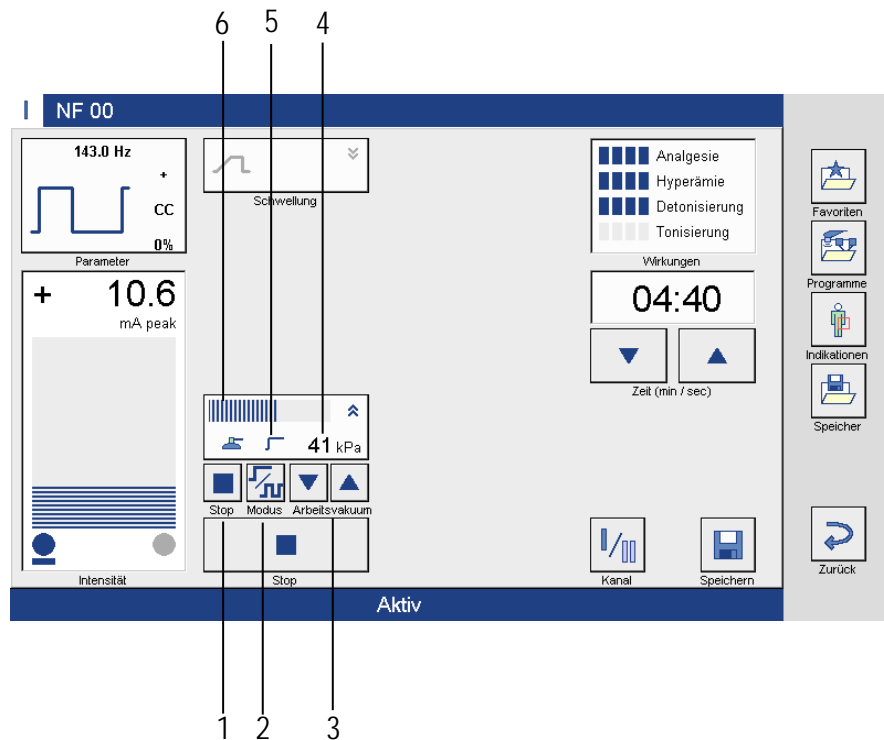 6 5 4
NF 00
143.0 Hz
+
CC
0%
Parameter
Schwellung
Analgesie
Hyperämie
Detonisierung
Tonisierung
Wirkungen
+ 10.6
mA peak
Intensität
41 kPa
Stop Modus Arbeitsvakuum
Stop
04:40
Zeit (min / sec)
Kanal
Speichern
Favoriten
Programme
Indikationen
Speicher
Zurück
Aktiv
1 2 3